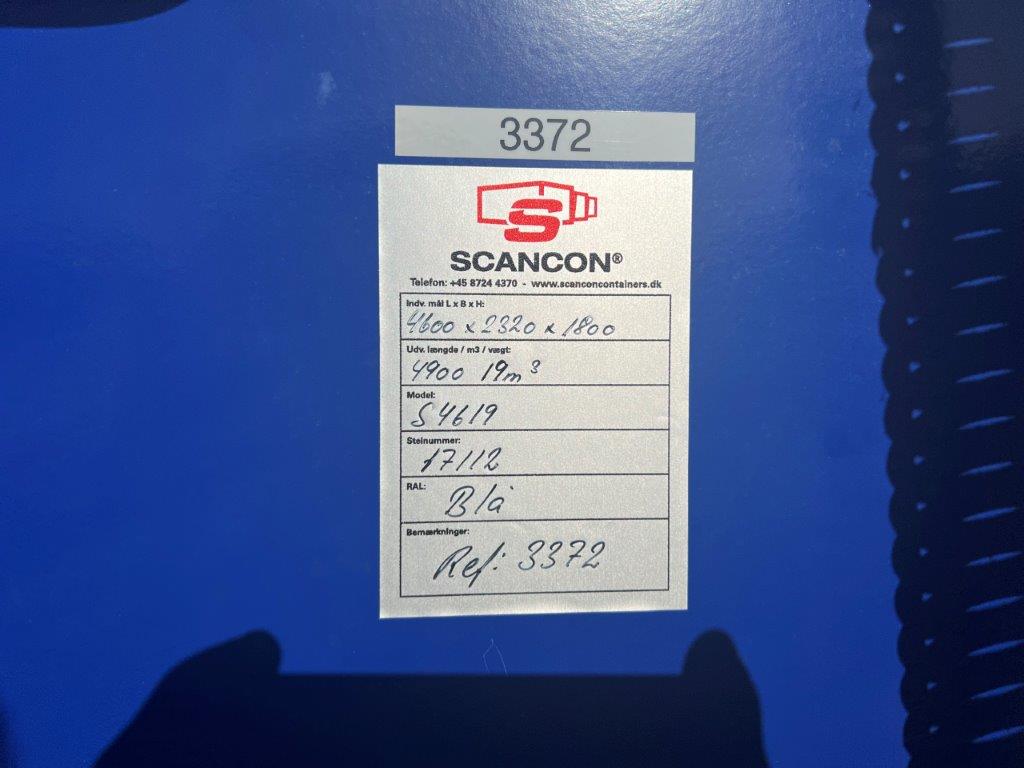 3372
S
SCANCON®
Telefon: +45 8724 4370 - www.scanconcontainers.dk
Indv. mål L x B x H:
4600 x 2320 x 1800
Udv. længde / m3 / vægt:
4900 19m³
Model:
S4619
Stelnummer:
17112
RAL:
Blå
Bemærkninger:
Ref: 3372